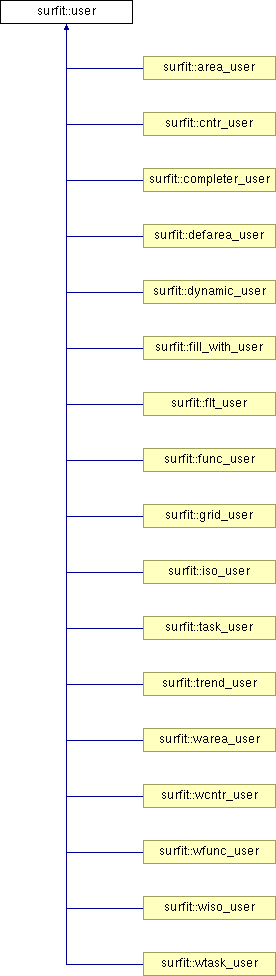 surfit::user
surfit::area_user
surfit::cntr_user
surfit::completer_user
surfit::defarea_user
surfit::dynamic_user
surfit::fill_with_user
surfit::flt_user
surfit::func_user
surfit::grid_user
surfit::iso_user
surfit::task_user
surfit::trend_user
surfit::warea_user
surfit::wcntr_user
surfit::wfunc_user
surfit::wiso_user
surfit::wtask_user